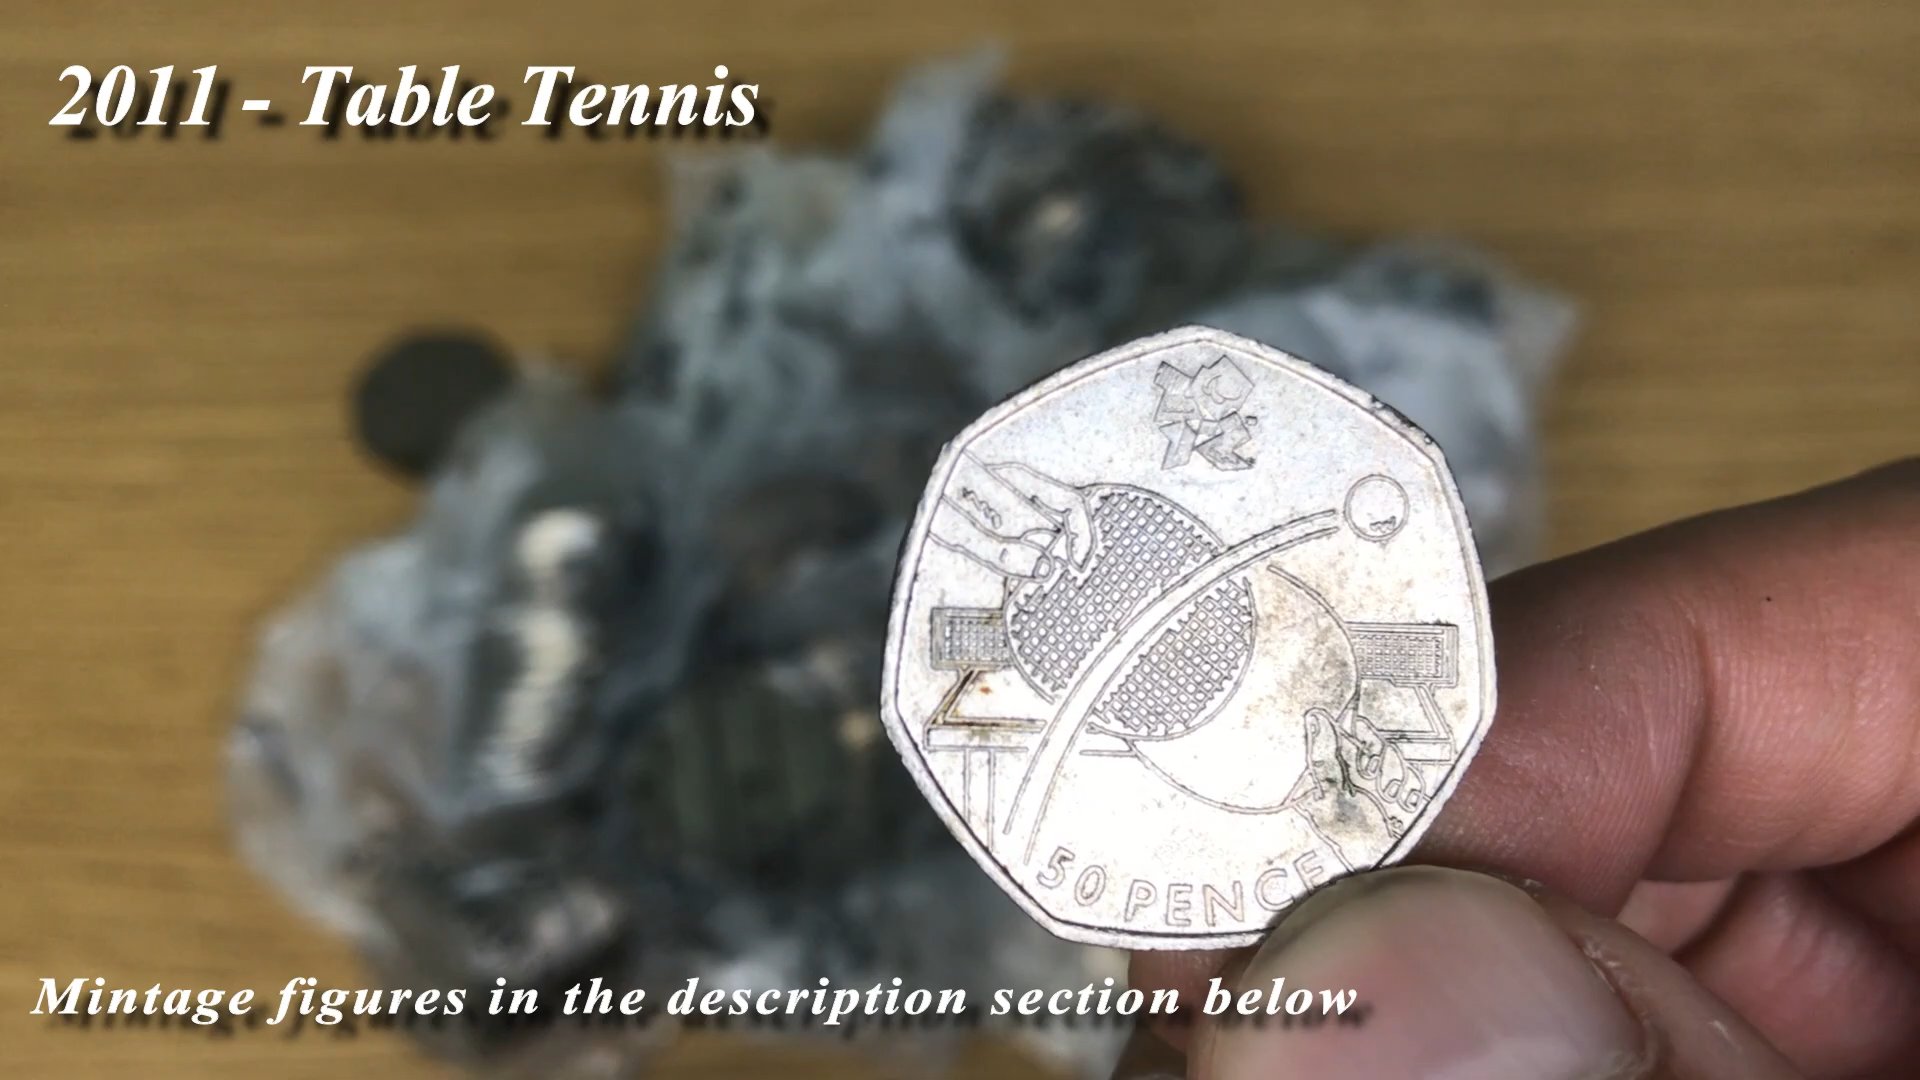 2011 - Table Tennis
50 PENCE
Mintage figures in the description section below